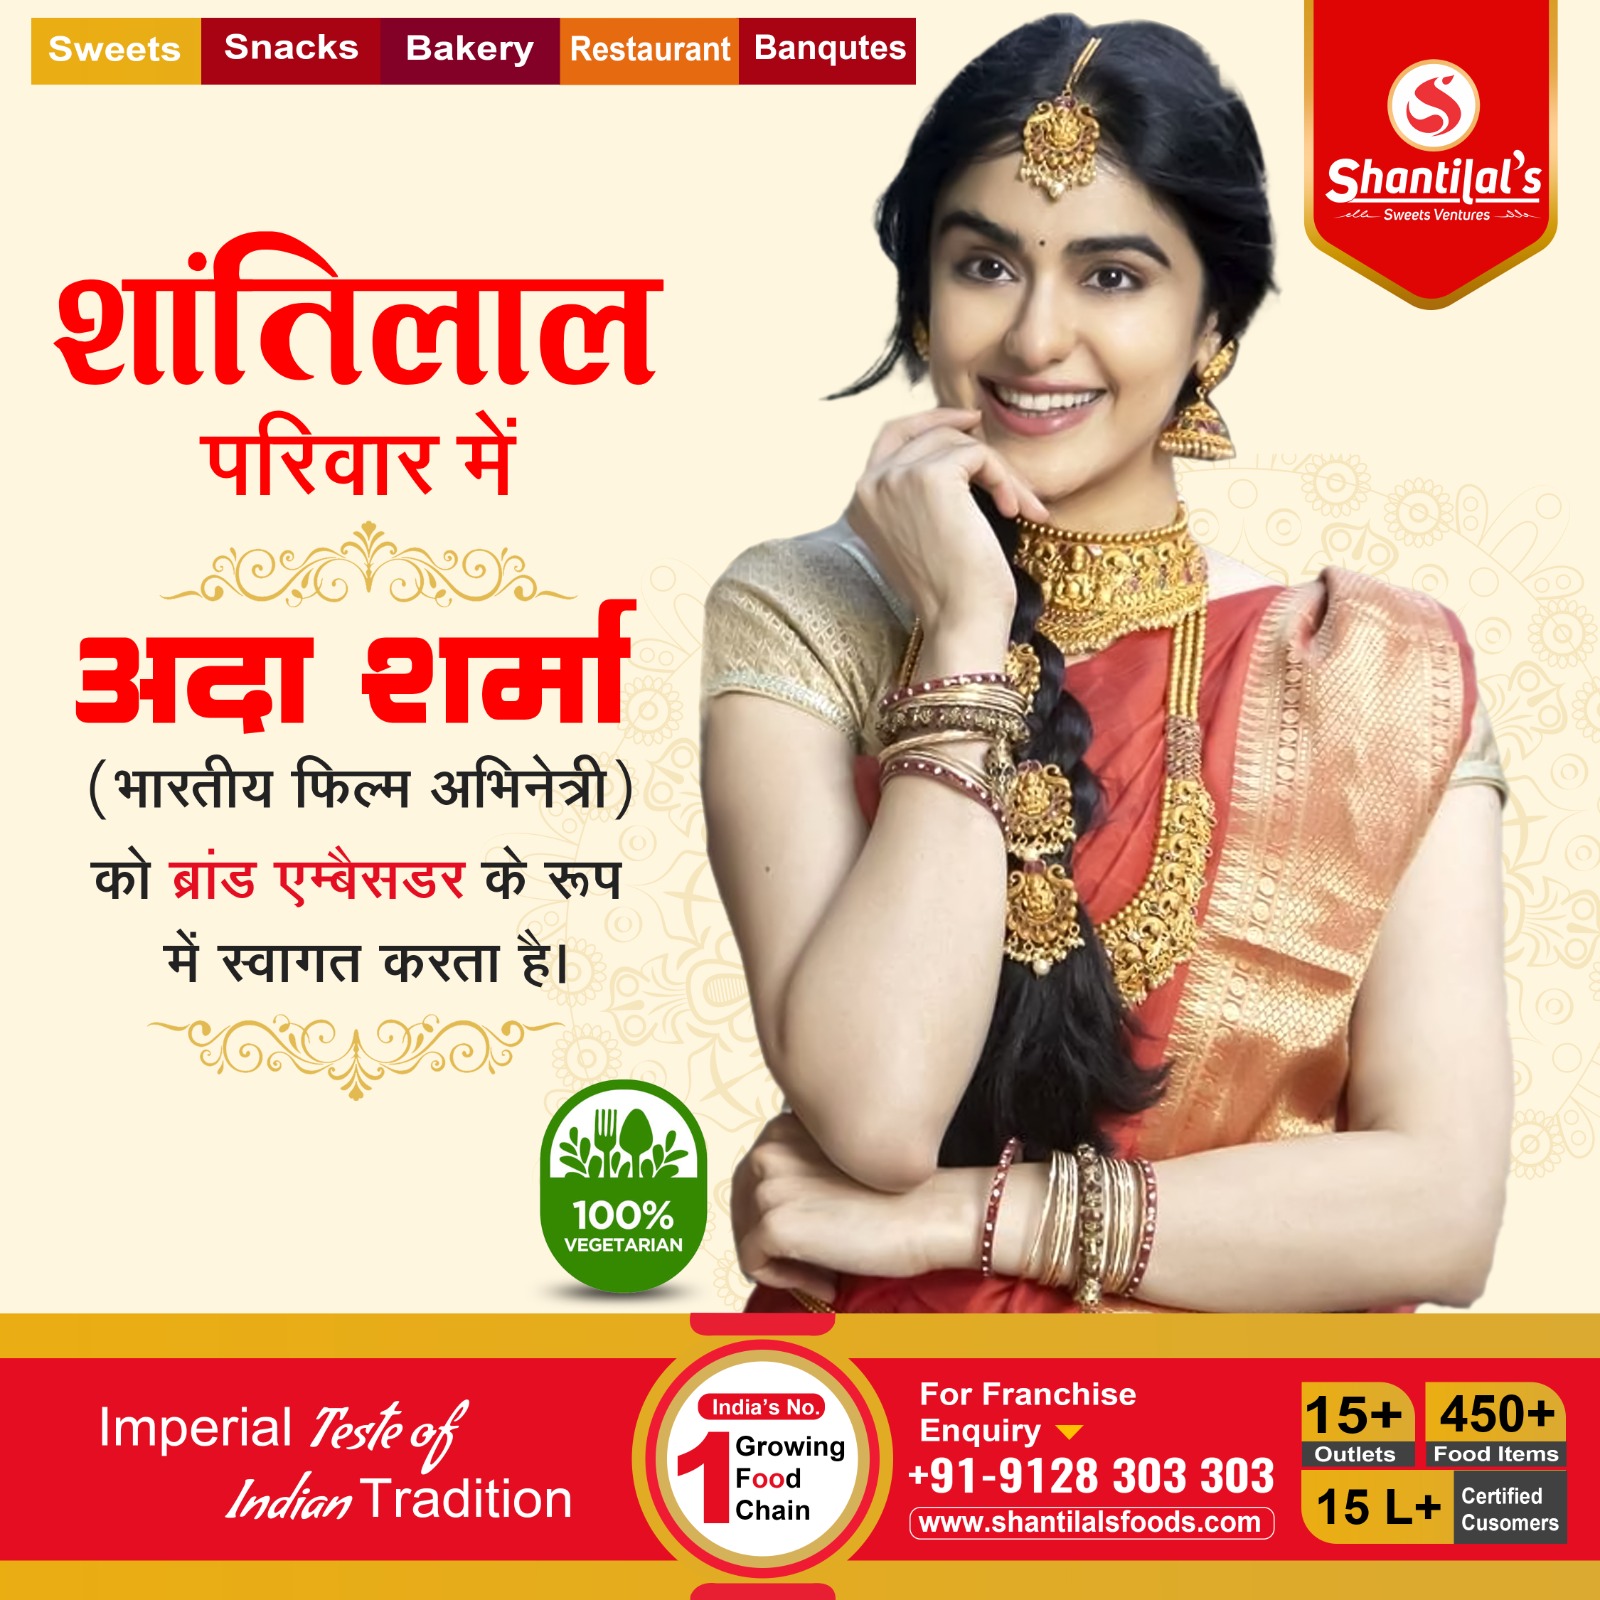 Sweets Snacks Bakery Restaurant Banqutes
Shantilal's
Sweets Ventures
शांतिलाल
परिवार में
अदा शर्मा
(भारतीय फिल्म अभिनेत्री)
को ब्रांड एम्बैसडर के रूप
में स्वागत करता है।
100%
VEGETARIAN
Imperial Teste of
Indian Tradition
India's No.
1
Growing
Food
Chain
For Franchise
Enquiry
+91-9128 303 303
www.shantilalsfoods.com
15+
Outlets
450+
Food Items
15 L+
Certified
Cusomers